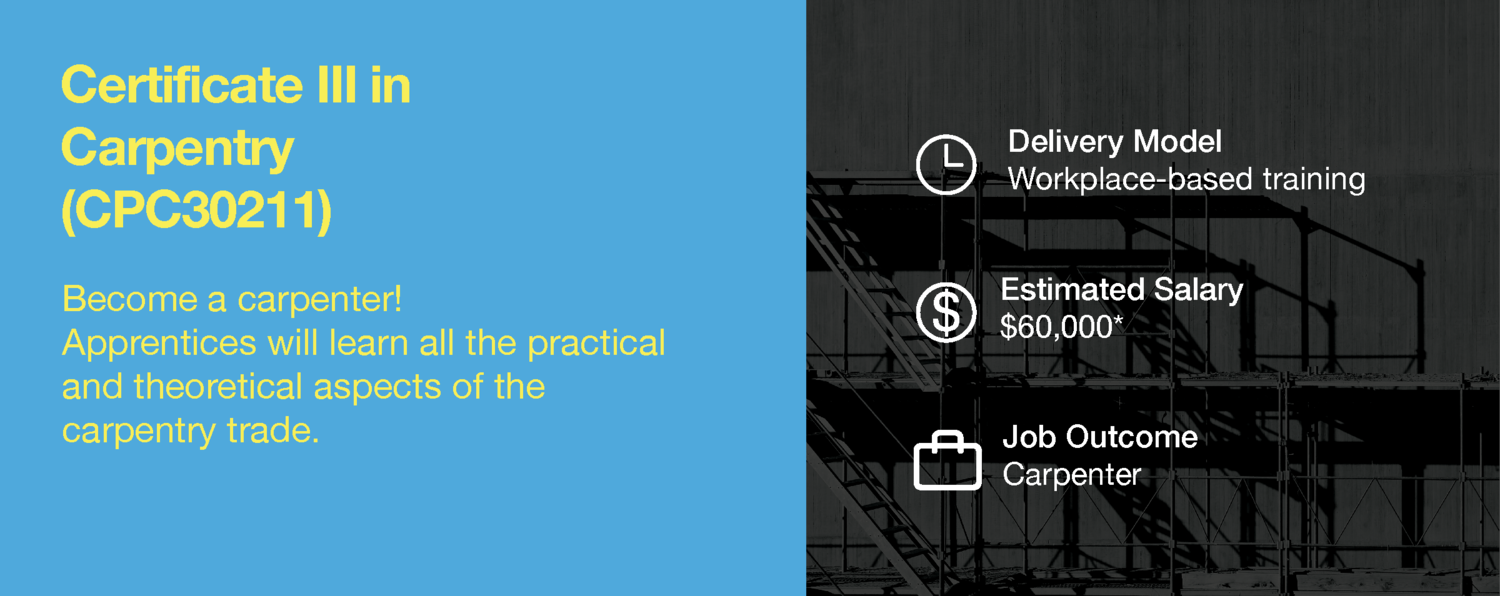 Certificate III in
Carpentry
(CPC30211)
Become a carpenter!
Apprentices will learn all the practical
and theoretical aspects of the
carpentry trade.
Delivery Model
Workplace-based training
Estimated Salary
$60,000*
Job Outcome
Carpenter